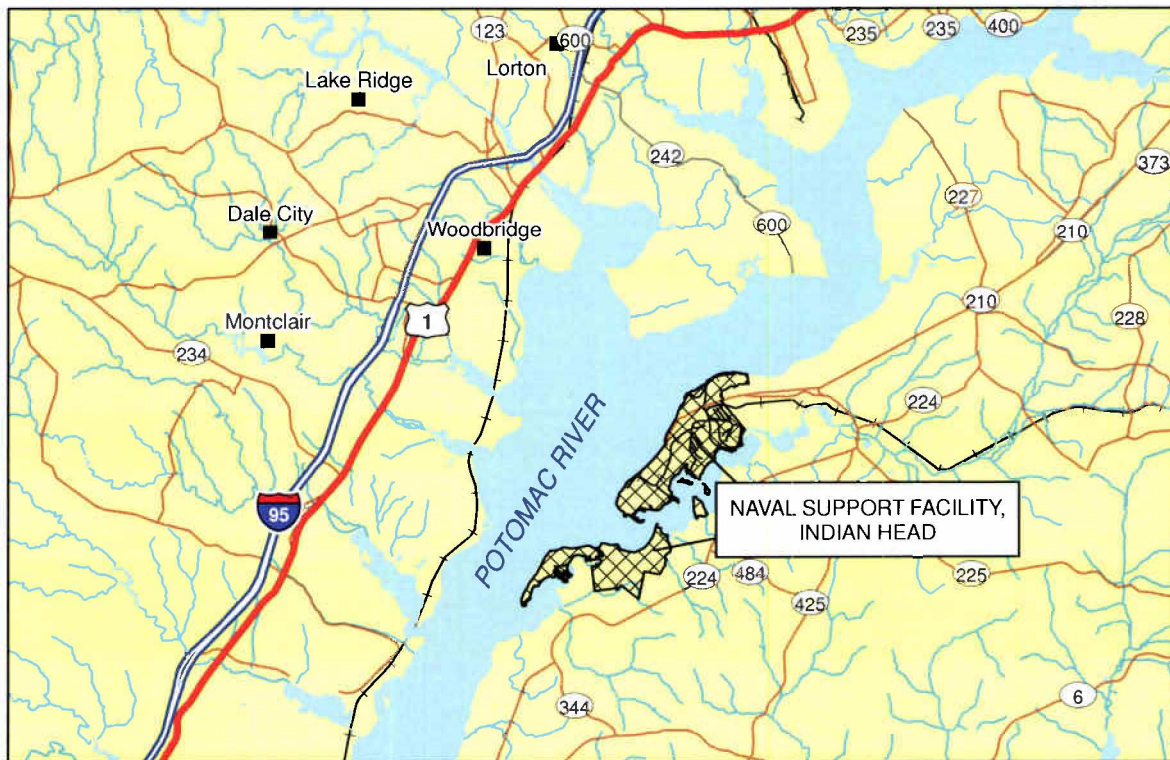 123
600
235
235
400
Lorton
Lake Ridge
242
373
227
Dale City
Woodbridge
600
210
210
1
Montclair
228
234
224
POTOMAC RIVER
95
NAVAL SUPPORT FACILITY,
INDIAN HEAD
224
484
225
425
344
6